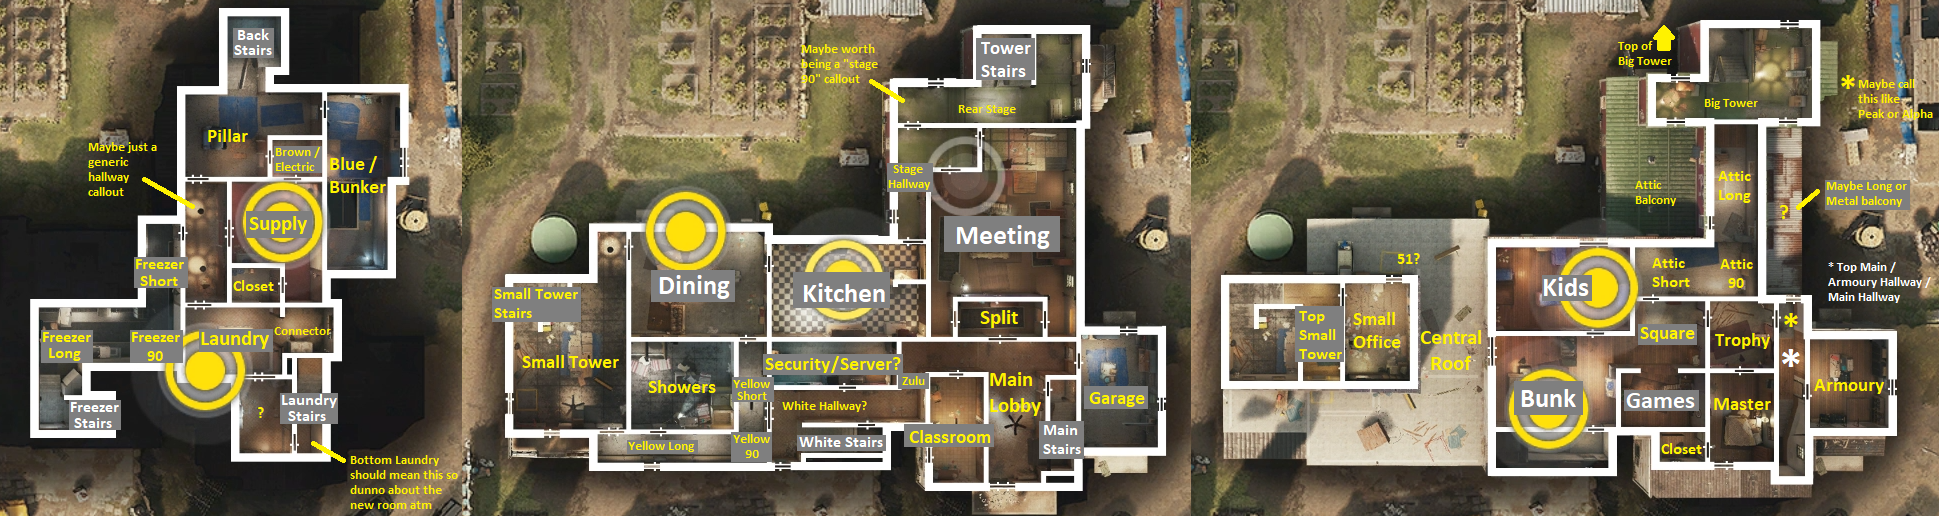 Back
Stairs
Pillar
Maybe just a
generic
hallway
callout
Brown /
Electric
Blue /
Bunker
Supply
Freezer
Short
Closet
Freezer
Long
Freezer
90
Laundry
Connector
Freezer
Stairs
?
Laundry
Stairs
Bottom Laundry
should mean this so
dunno about the
new room atm
Maybe worth
being a "stage
90" callout
Tower
Stairs
Rear Stage
Stage
Hallway
Meeting
Dining
Kitchen
Small Tower
Stairs
Split
Small Tower
Showers
Security/Server?
Zulu
Yellow
Short
White Hallway?
Main
Lobby
Garage
Yellow Long
Yellow
90
White Stairs
Classroom
Main
Stairs
Top of
Big Tower
Big Tower
* Maybe call
this like
Peak or Alpha
Attic
Balcony
Attic
Long
?
Maybe Long or
Metal balcony
51?
Kids
Attic
Short
Attic
90
* Top Main /
Armoury Hallway /
Main Hallway
Top
Small
Tower
Small
Office
Central
Roof
Square
Trophy
*
*
Bunk
Games
Master
Armoury
Closet